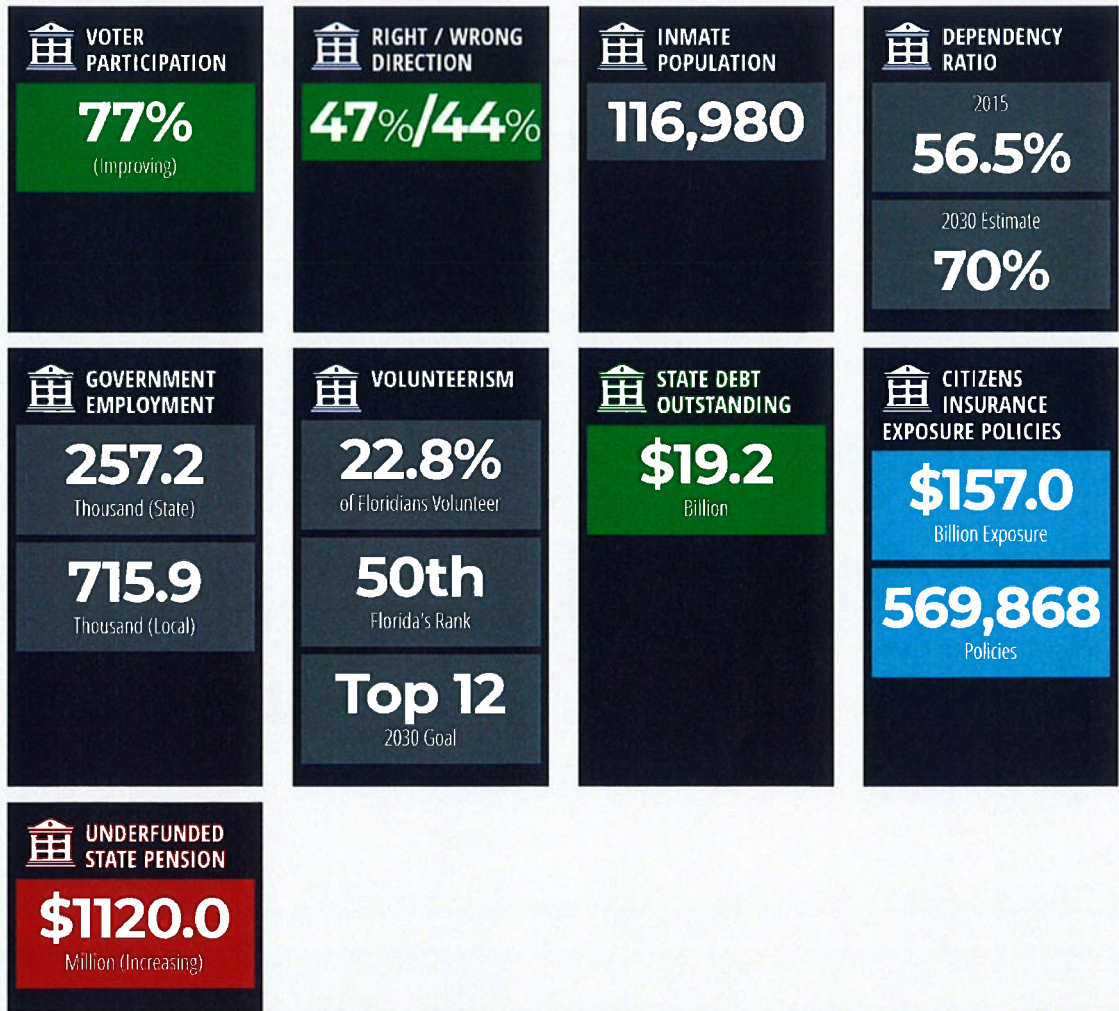 VOTER
PARTICIPATION
77%
(Improving)
RIGHT / WRONG
DIRECTION
47%/44%
INMATE
POPULATION
116,980
DEPENDENCY
RATIO
2015
56.5%
2030 Estimate
70%
GOVERNMENT
EMPLOYMENT
257.2
Thousand (State)
715.9
Thousand (Local)
VOLUNTEERISM
22.8%
of Floridians Volunteer
50th
Florida's Rank
Top 12
2030 Goal
STATE DEBT
OUTSTANDING
$19.2
Billion
CITIZENS
INSURANCE
EXPOSURE POLICIES
$157.0
Billion Exposure
569,868
Policies
UNDERFUNDED
STATE PENSION
$1120.0
Million (Increasing)